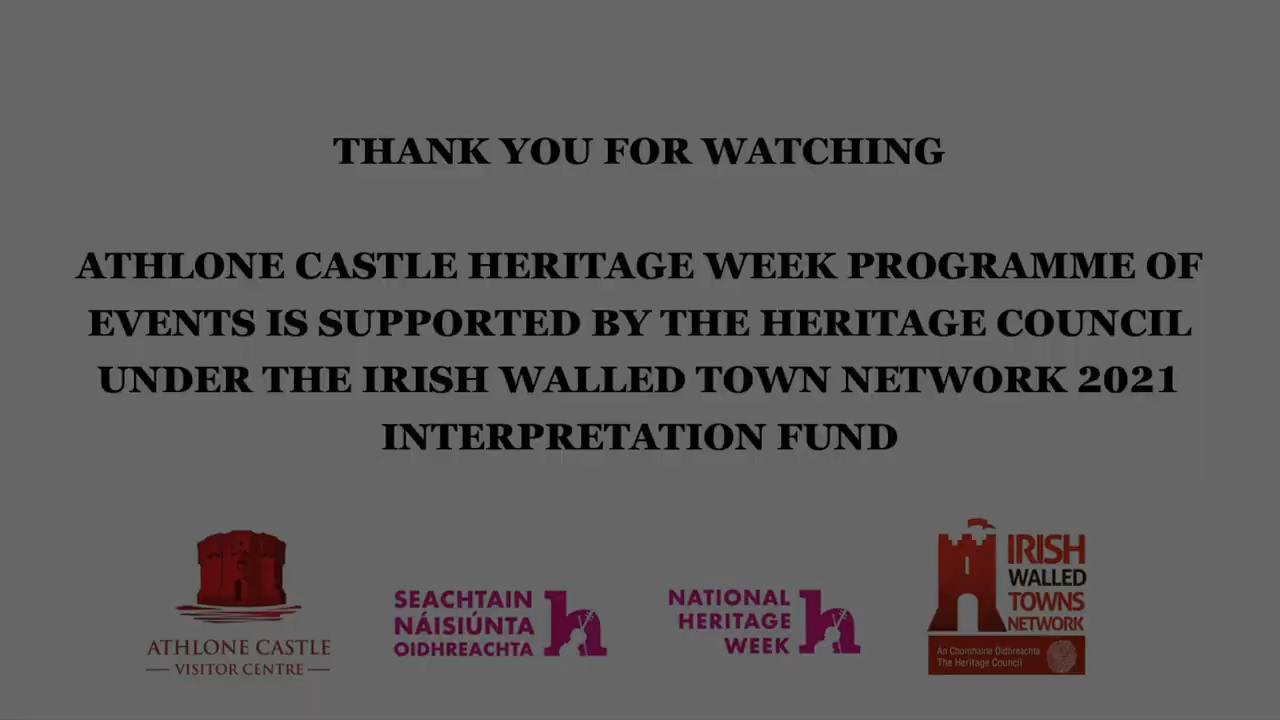 THANK YOU FOR WATCHING
ATHLONE CASTLE HERITAGE WEEK PROGRAMME OF
EVENTS IS SUPPORTED BY THE HERITAGE COUNCIL
UNDER THE IRISH WALLED TOWN NETWORK 2021
INTERPRETATION FUND
ATHLONE CASTLE
VISITOR CENTRE
SEACHTAIN
NÁISIÚNTA
OIDHREACHTA
h
NATIONAL
HERITAGE
WEEK
h
IRISH
WALLED
TOWNS
NETWORK
An Chomhairle Oidhreachta
The Heritage Council